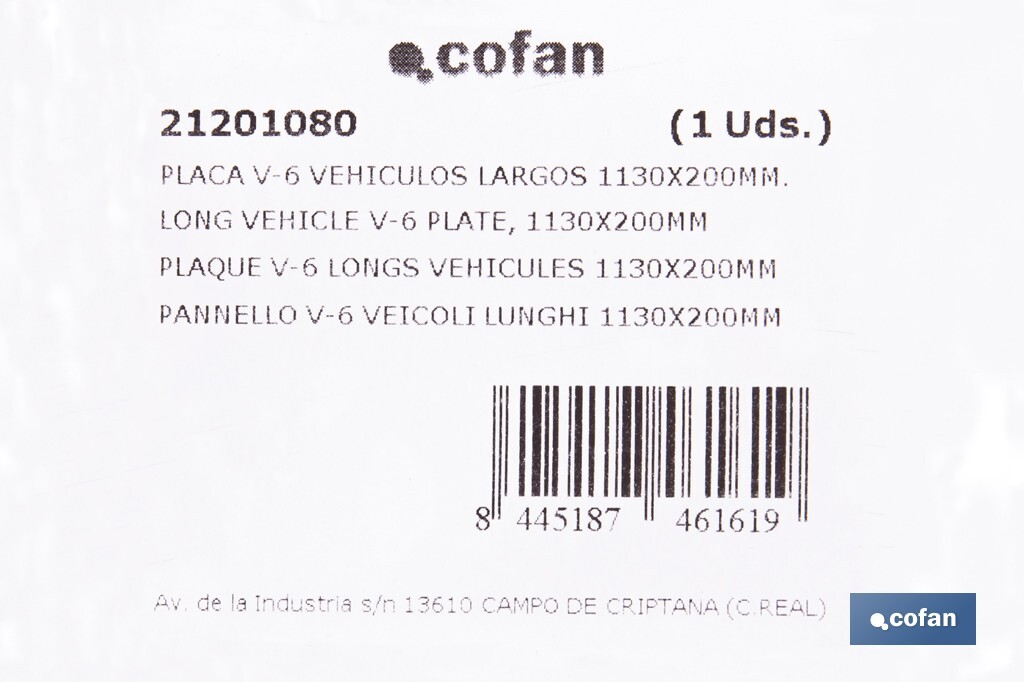 cofan
21201080 (1 Uds.)
PLACA V-6 VEHICULOS LARGOS 1130X200MM.
LONG VEHICLE V-6 PLATE, 1130X200MM
PLAQUE V-6 LONGS VEHICULES 1130X200MM
PANNELLO V-6 VEICOLI LUNGHI 1130X200MM
8 445187 461619
Av. de la Industria s/n 13610 CAMPO DE CRIPTANA (C.REAL)
cofan